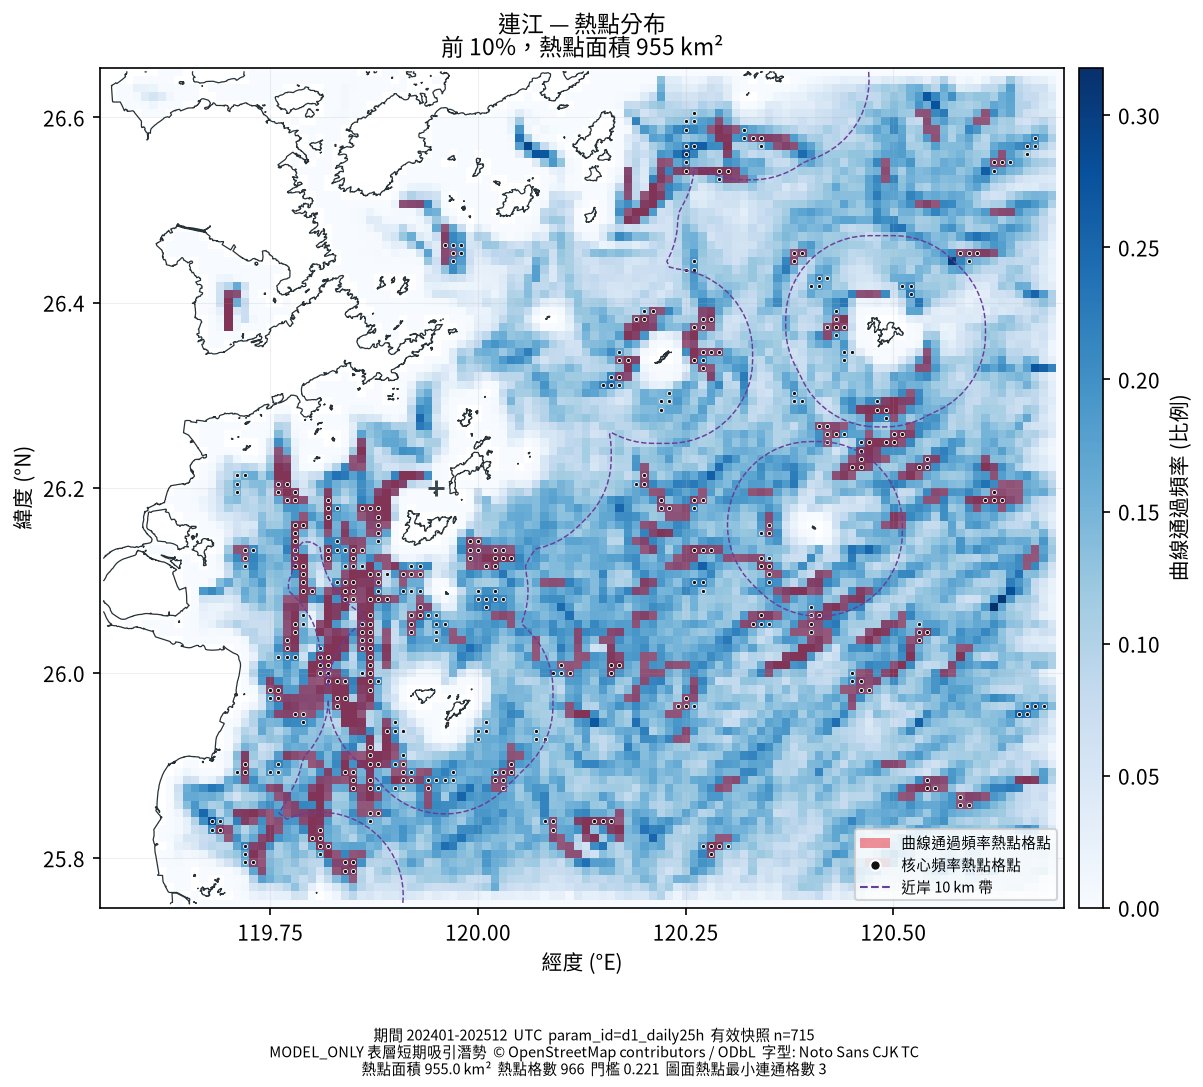 連江 — 熱點分布
前 10%，熱點面積 955 km²
26.6
26.4
26.2
26.0
25.8
緯度 (°N)
119.75
120.00
120.25
120.50
經度 (°E)
0.30
0.25
0.20
0.15
0.10
0.05
0.00
曲線通過頻率 (比例)
曲線通過頻率熱點格點
核心頻率熱點格點
近岸 10 km 帶
期間 202401-202512 UTC param_id=d1_daily25h 有效快照 n=715
MODEL_ONLY 表層短期吸引潛勢 © OpenStreetMap contributors / ODbL 字型: Noto Sans CJK TC
熱點面積 955.0 km² 熱點格數 966 門檻 0.221 圖面熱點最小連通格數 3